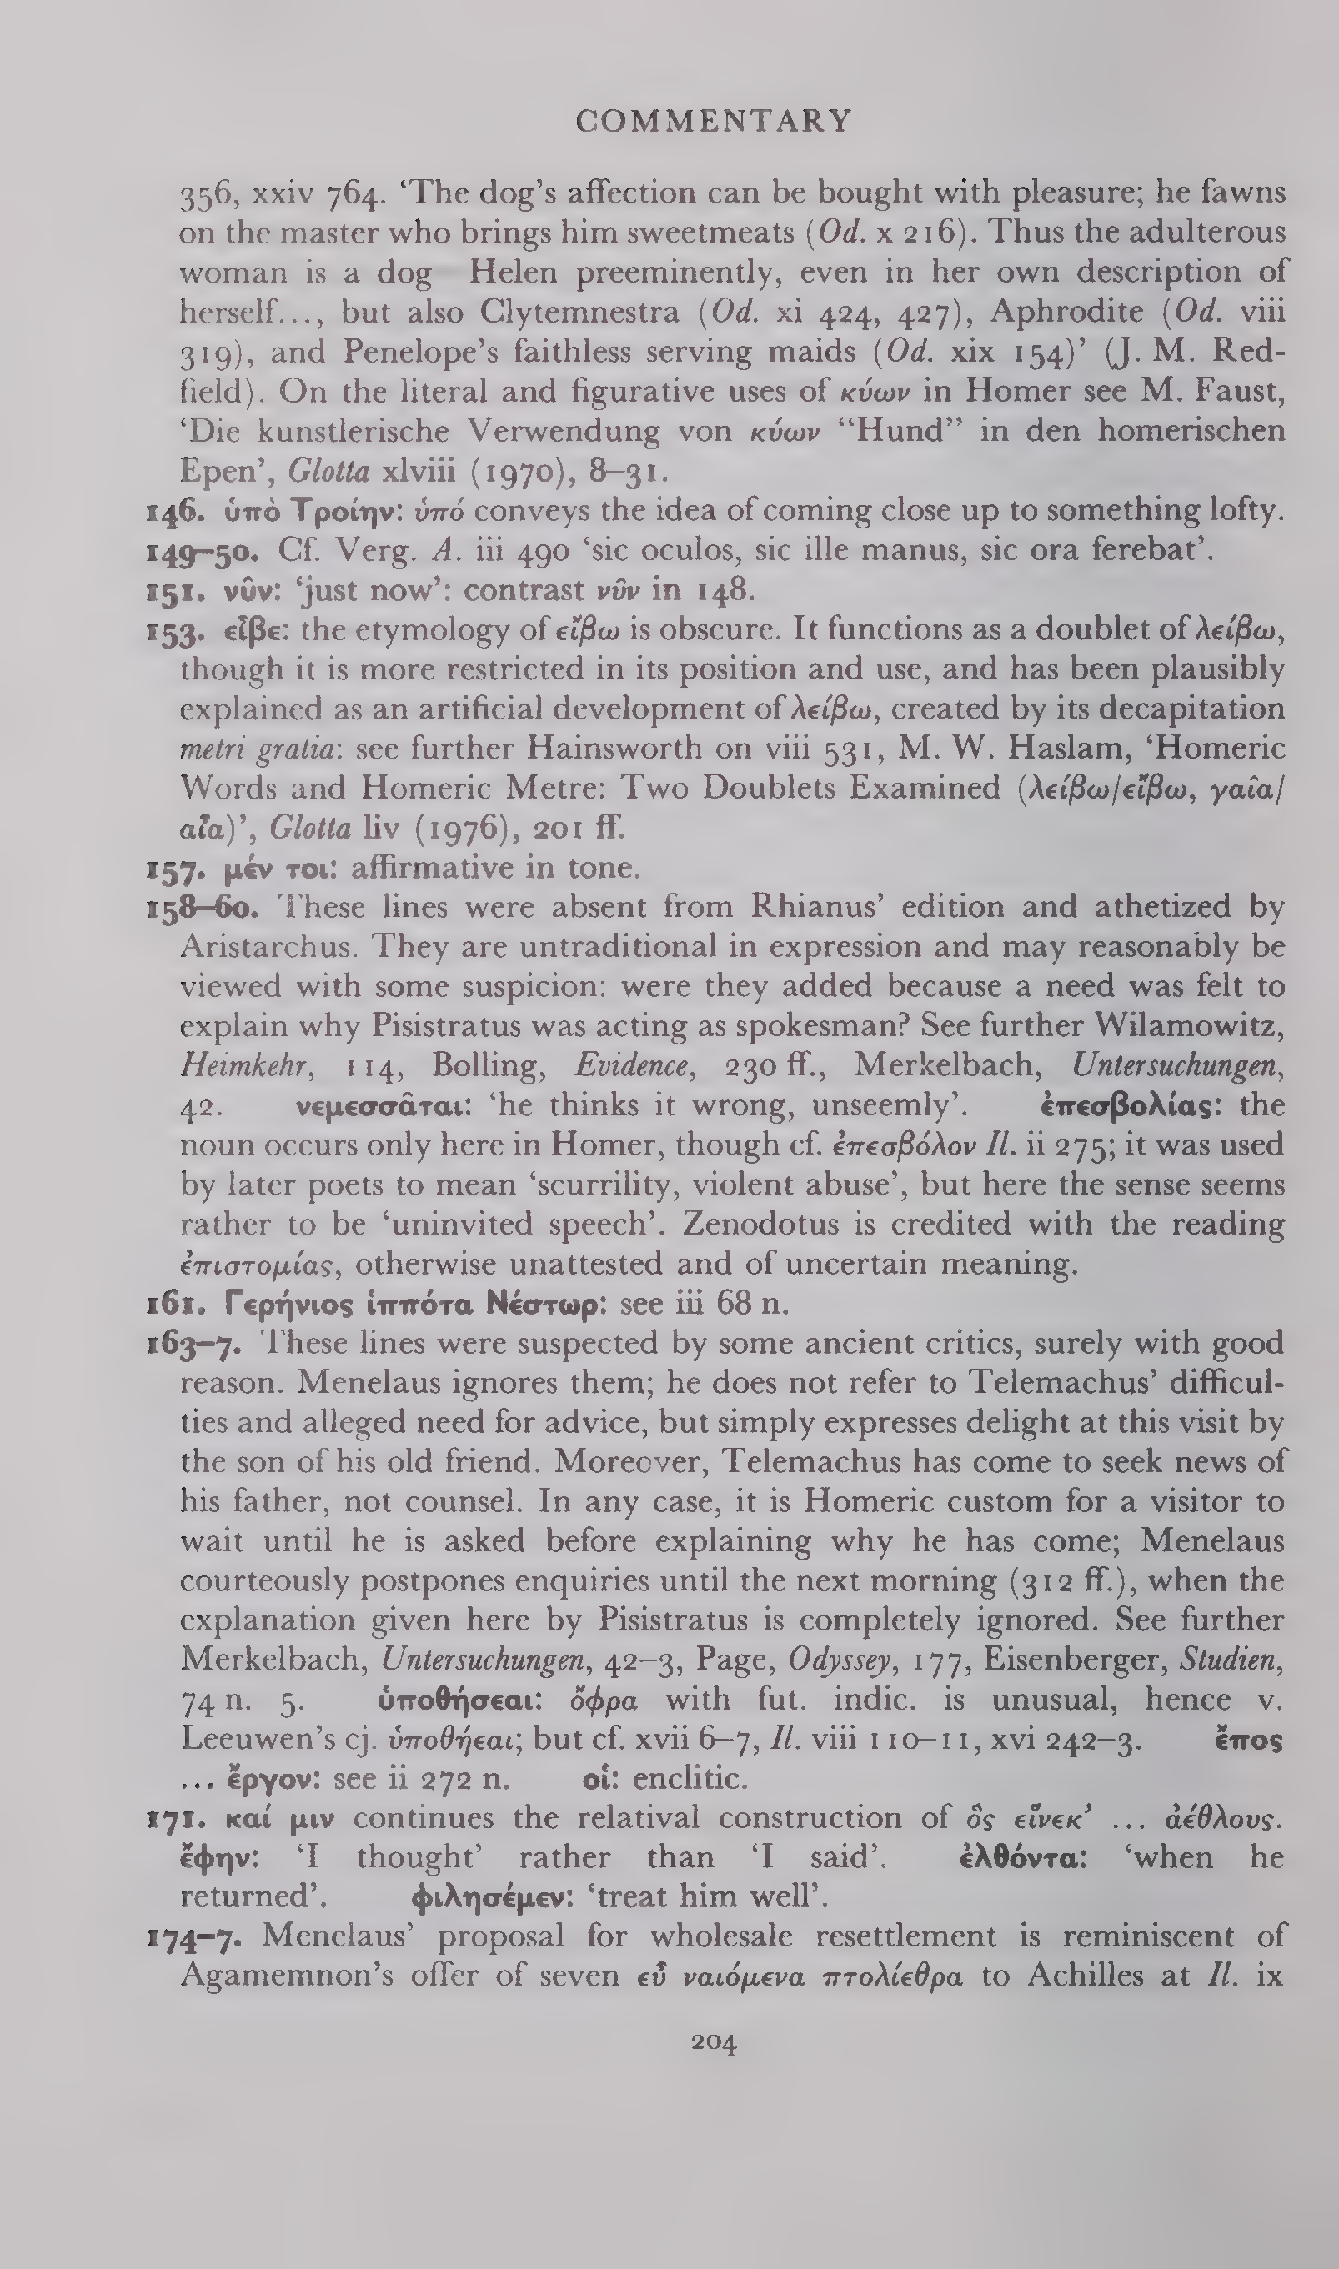 COMMENTARY
356, xxiv 764. ‘The dog’s affection can be bought with pleasure; he fawns
on the master who brings him sweetmeats (Od. x 216). Thus the adulterous
woman is a dog Helen preeminently, even in her own description of
herself..., but also Clytemnestra (Od. xi 424, 427), Aphrodite (Od. viii
319), and Penelope’s faithless serving maids (Od. xix 154)’ (J. M. Red-
field). On the literal and figurative uses of κύων in Homer see M. Faust,
‘Die kunstlerische Verwendung von κύων “Hund” in den homerischen
Epen’, Glotta xlviii (1970), 8–31.
146. ὑπὸ Τροίην: ὑπό conveys the idea of coming close up to something lofty.
149–50. Cf. Verg. A. iii 490 ‘sic oculos, sic ille manus, sic ora ferebat’.
151. νῦν: ‘just now’: contrast νῦν in 148.
153. εἶβε: the etymology of εἴβω is obscure. It functions as a doublet of λείβω,
though it is more restricted in its position and use, and has been plausibly
explained as an artificial development of λείβω, created by its decapitation
metri gratia: see further Hainsworth on viii 531, M. W. Haslam, ‘Homeric
Words and Homeric Metre: Two Doublets Examined (λείβω/εἴβω, γαῖα/
αἶα)’, Glotta liv (1976), 201 ff.
157. μέν τοι: affirmative in tone.
158–60. These lines were absent from Rhianus’ edition and athetized by
Aristarchus. They are untraditional in expression and may reasonably be
viewed with some suspicion: were they added because a need was felt to
explain why Pisistratus was acting as spokesman? See further Wilamowitz,
Heimkehr, 114, Bolling, Evidence, 230 ff., Merkelbach, Untersuchungen,
42. νεμεσσᾶται: ‘he thinks it wrong, unseemly’. ἐπεσβολίας: the
noun occurs only here in Homer, though cf. ἐπεσβόλον Il. ii 275; it was used
by later poets to mean ‘scurrility, violent abuse’, but here the sense seems
rather to be ‘uninvited speech’. Zenodotus is credited with the reading
ἐπιστομίας, otherwise unattested and of uncertain meaning.
161. Γερήνιος ἱππότα Νέστωρ: see iii 68 n.
163–7. These lines were suspected by some ancient critics, surely with good
reason. Menelaus ignores them; he does not refer to Telemachus’ difficul-
ties and alleged need for advice, but simply expresses delight at this visit by
the son of his old friend. Moreover, Telemachus has come to seek news of
his father, not counsel. In any case, it is Homeric custom for a visitor to
wait until he is asked before explaining why he has come; Menelaus
courteously postpones enquiries until the next morning (312 ff.), when the
explanation given here by Pisistratus is completely ignored. See further
Merkelbach, Untersuchungen, 42–3, Page, Odyssey, 177, Eisenberger, Studien,
74 n. 5. ὑποθήσεαι: ὄφρα with fut. indic. is unusual, hence v.
Leeuwen’s cj. ὑποθήεαι; but cf. xvii 6–7, Il. viii 110–11, xvi 242–3. ἔπος
... ἔργον: see ii 272 n. οἱ: enclitic.
171. καί μιν continues the relatival construction of ὃς εἵνεκ’ ... ἀέθλους.
ἔφην: ‘I thought’ rather than ‘I said’. ἐλθόντα: ‘when he
returned’. φιλησέμεν: ‘treat him well’.
174–7. Menelaus’ proposal for wholesale resettlement is reminiscent of
Agamemnon’s offer of seven εὖ ναιόμενα πτολίεθρα to Achilles at Il. ix
204